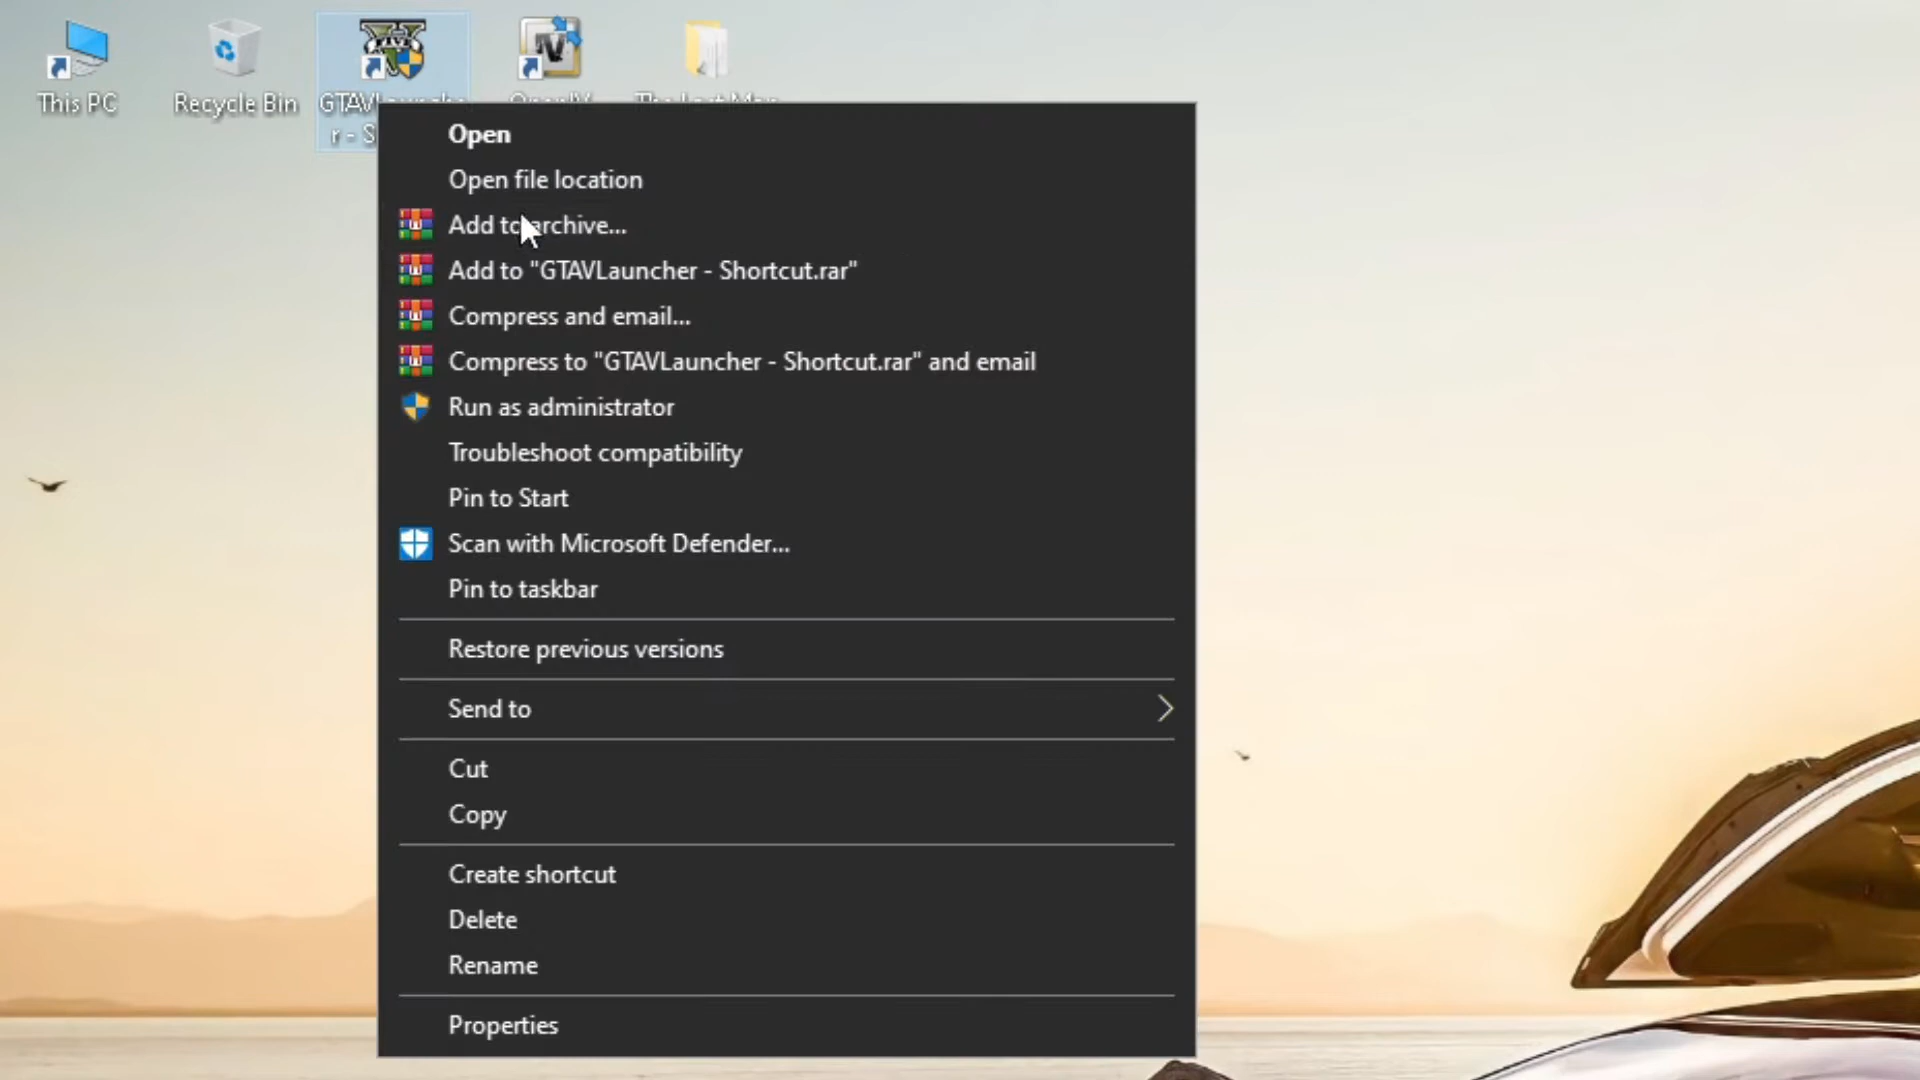 This PC
Recycle Bin
r - S
Open
Open file location
Add to archive...
Add to "GTAVLauncher - Shortcut.rar"
Compress and email...
Compress to "GTAVLauncher - Shortcut.rar" and email
Run as administrator
Troubleshoot compatibility
Pin to Start
Scan with Microsoft Defender...
Pin to taskbar
Restore previous versions
Send to
Cut
Copy
Create shortcut
Delete
Rename
Properties